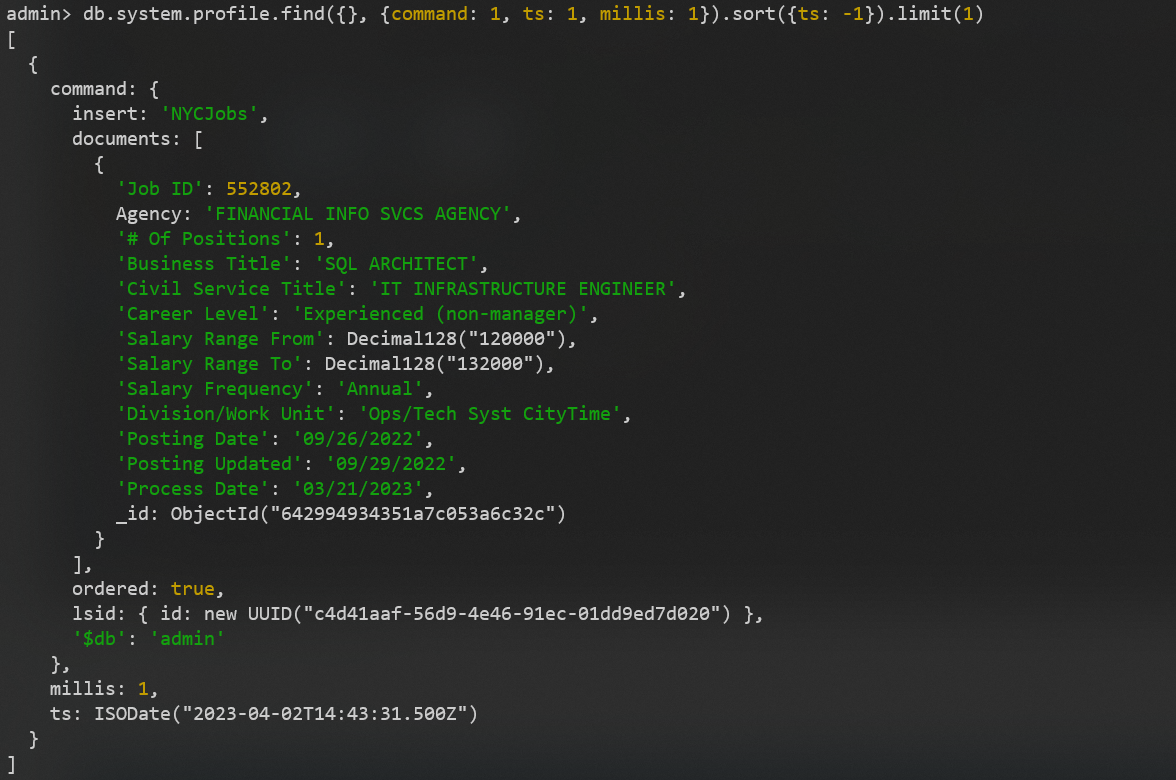 admin> db.system.profile.find({}, {command: 1, ts: 1, millis: 1}).sort({ts: -1}).limit(1)
[
  {
    command: {
      insert: 'NYCJobs',
      documents: [
        {
          'Job ID': 552802,
          Agency: 'FINANCIAL INFO SVCS AGENCY',
          '# Of Positions': 1,
          'Business Title': 'SQL ARCHITECT',
          'Civil Service Title': 'IT INFRASTRUCTURE ENGINEER',
          'Career Level': 'Experienced (non-manager)',
          'Salary Range From': Decimal128("120000"),
          'Salary Range To': Decimal128("132000"),
          'Salary Frequency': 'Annual',
          'Division/Work Unit': 'Ops/Tech Syst CityTime',
          'Posting Date': '09/26/2022',
          'Posting Updated': '09/29/2022',
          'Process Date': '03/21/2023',
          _id: ObjectId("642994934351a7c053a6c32c")
        }
      ],
      ordered: true,
      lsid: { id: new UUID("c4d41aaf-56d9-4e46-91ec-01dd9ed7d020") },
      '$db': 'admin'
    },
    millis: 1,
    ts: ISODate("2023-04-02T14:43:31.500Z")
  }
]